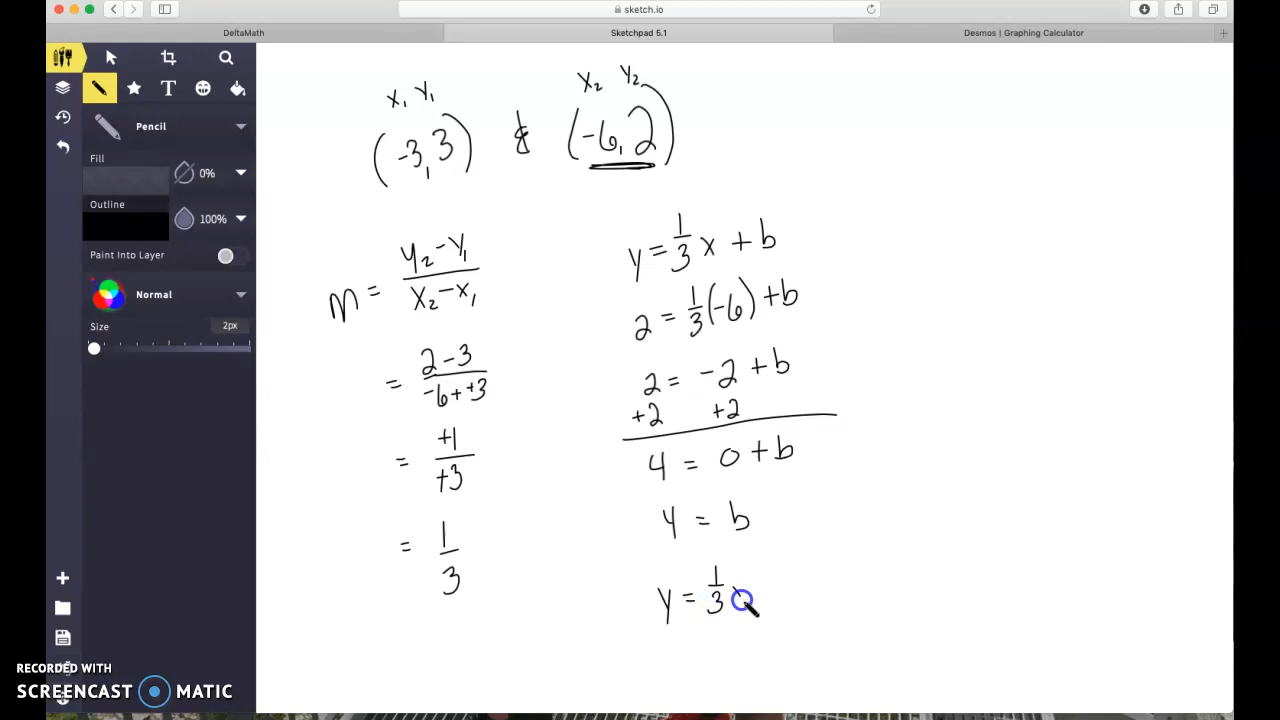 sketch.io
DeltaMath
Sketchpad 5.1
Desmos | Graphing Calculator
Pencil
Fill
0%
Outline
100%
Paint Into Layer
Normal
Size
2px
x₁ y₁
x₂ y₂
(-3, 3) & (-6, 2)
m = (y₂-y₁)/(x₂-x₁)
= (2-3)/(-6++3)
= +1/+3
= 1/3
y = 1/3 x + b
2 = 1/3(-6) + b
2 = -2 + b
+2 +2
4 = 0 + b
4 = b
y = 1/3
RECORDED WITH
SCREENCAST MATIC